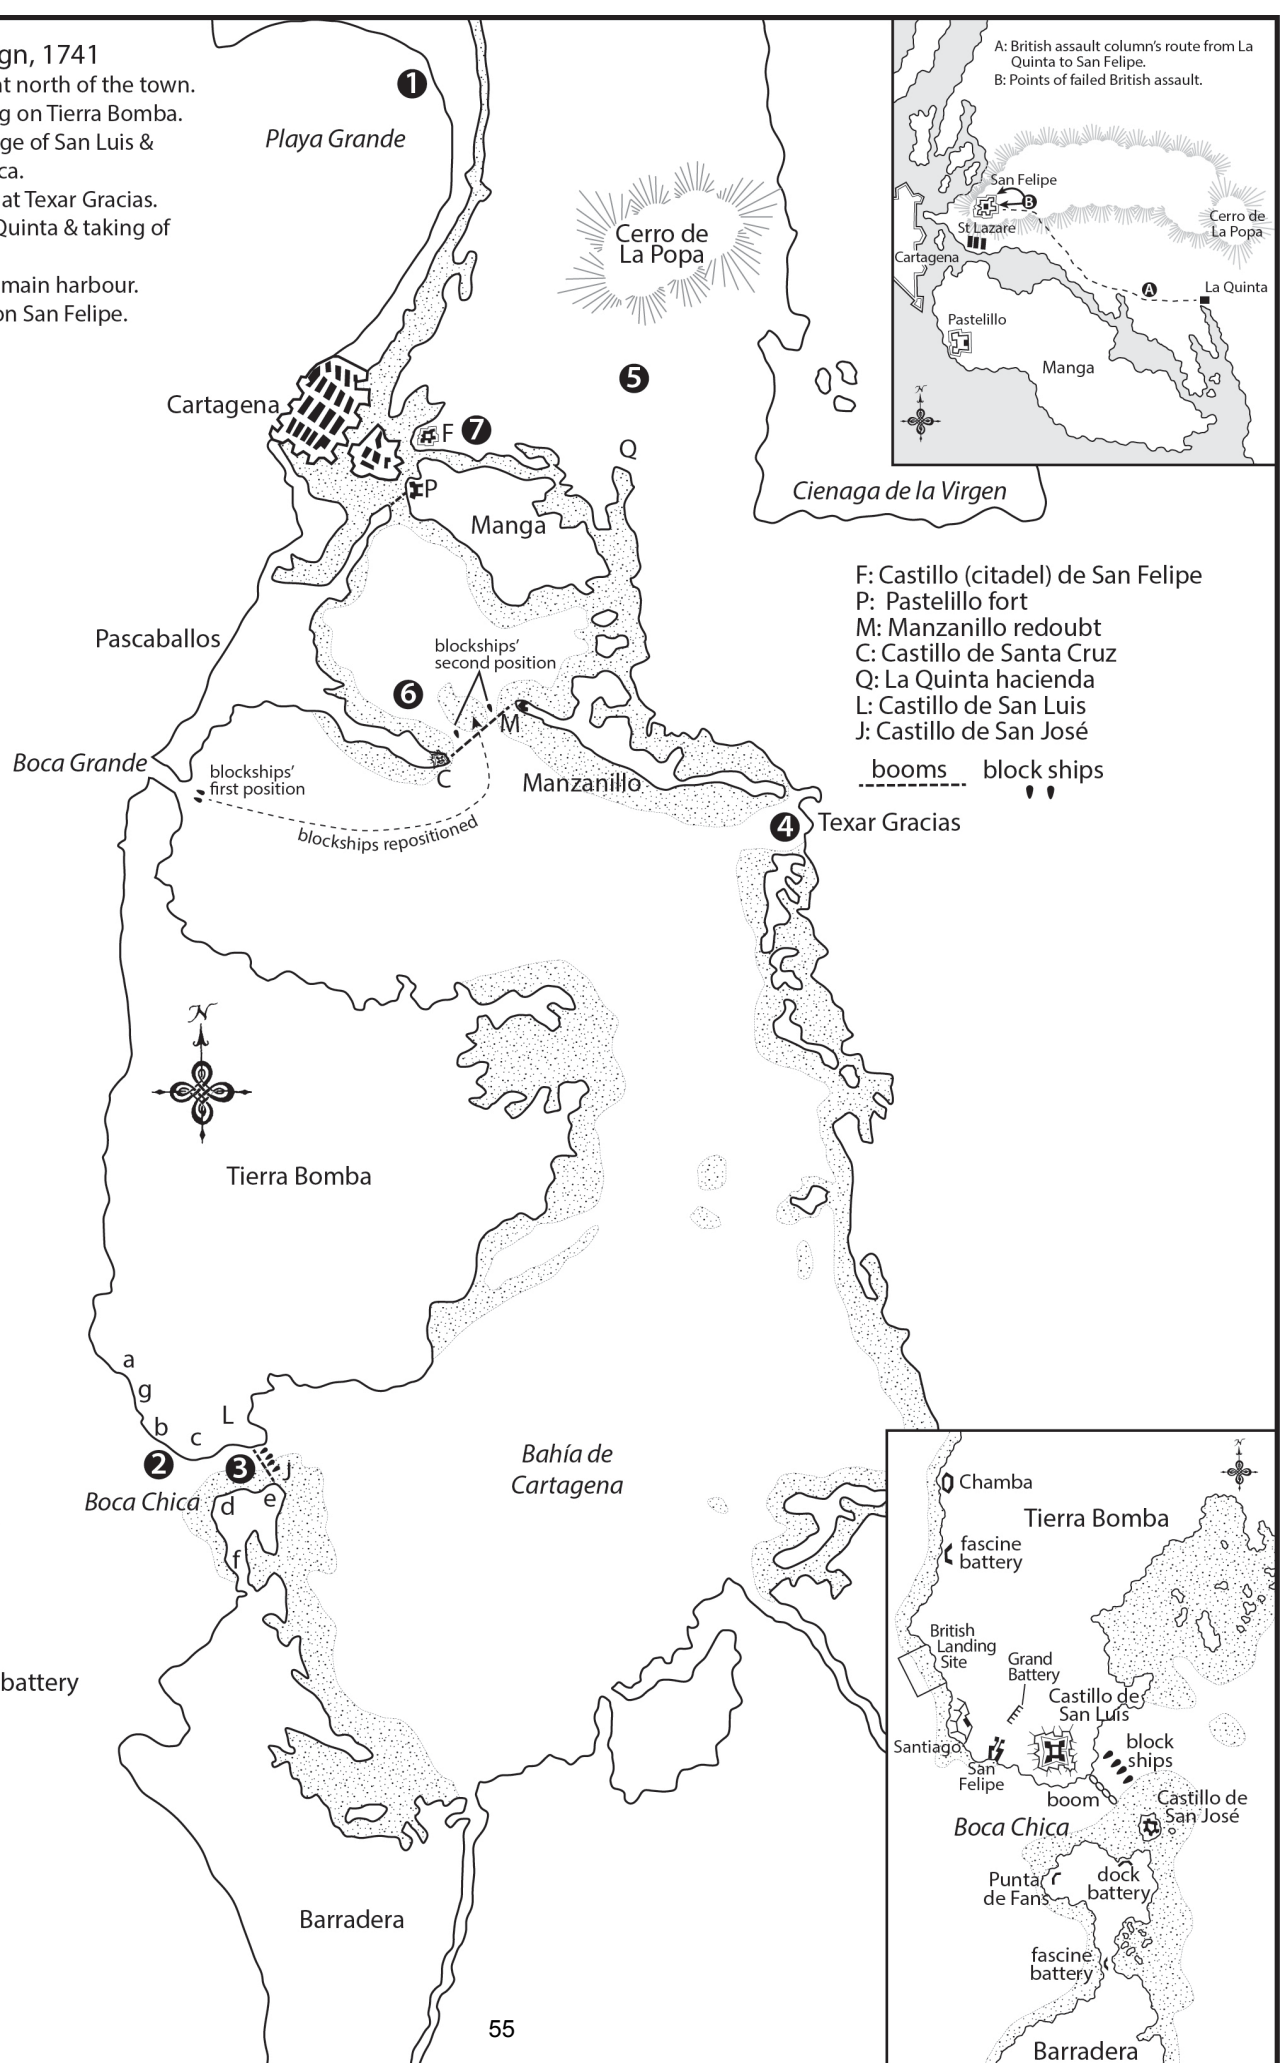 gn, 1741
at north of the town.
g on Tierra Bomba.
ge of San Luis &
ca.
at Texar Gracias.
Quinta & taking of
main harbour.
on San Felipe.
1
Playa Grande
Cerro de
La Popa
5
Cartagena
F 7
Q
P
Manga
Cienaga de la Virgen
A: British assault column's route from La
Quinta to San Felipe.
B: Points of failed British assault.
San Felipe
B
St Lazare
Cerro de
La Popa
Cartagena
A
La Quinta
Pastelillo
Manga
N
F: Castillo (citadel) de San Felipe
P: Pastelillo fort
M: Manzanillo redoubt
C: Castillo de Santa Cruz
Q: La Quinta hacienda
L: Castillo de San Luis
J: Castillo de San José
booms block ships
Pascaballos
blockships'
second position
6
M
C
Boca Grande
blockships'
first position
Manzanillo
blockships repositioned
4 Texar Gracias
N
Tierra Bomba
a
g
b
c
L
2
3
J
Boca Chica
d
e
f
Bahía de
Cartagena
battery
Barradera
55
N
Chamba
Tierra Bomba
fascine
battery
British
Landing
Site
Grand
Battery
Castillo de
San Luis
Santiago
San
Felipe
block
ships
boom
Castillo de
San José
Boca Chica
Punta
de Fans
dock
battery
fascine
battery
Barradera